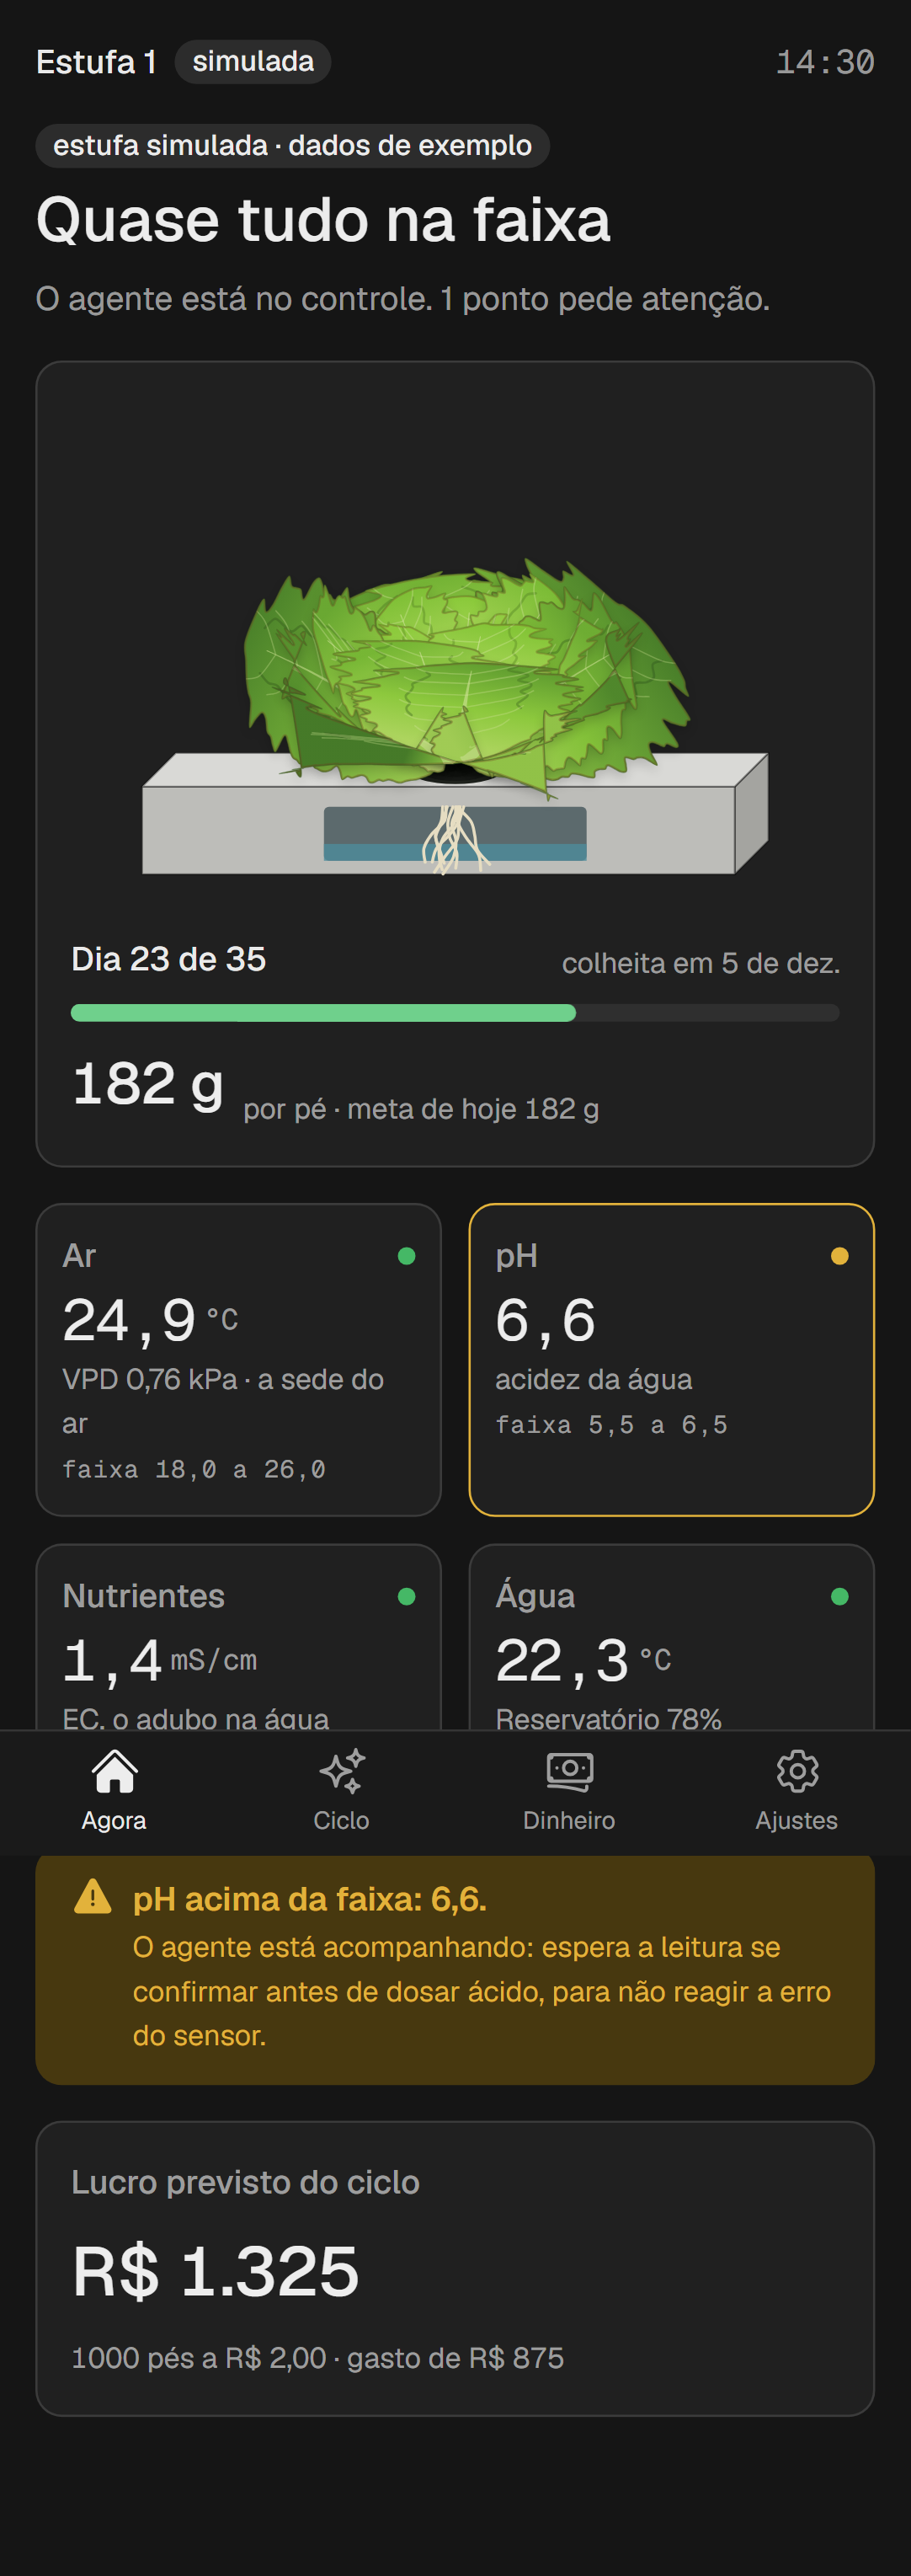 Estufa 1 simulada 14:30
estufa simulada · dados de exemplo
Quase tudo na faixa
O agente está no controle. 1 ponto pede atenção.
Dia 23 de 35 colheita em 5 de dez.
182 g por pé · meta de hoje 182 g
Ar
24,9 °C
VPD 0,76 kPa · a sede do
ar
faixa 18,0 a 26,0
pH
6,6
acidez da água
faixa 5,5 a 6,5
Nutrientes
1,4 mS/cm
EC, o adubo na água
Água
22,3 °C
Reservatório 78%
Agora Ciclo Dinheiro Ajustes
pH acima da faixa: 6,6.
O agente está acompanhando: espera a leitura se
confirmar antes de dosar ácido, para não reagir a erro
do sensor.
Lucro previsto do ciclo
R$ 1.325
1000 pés a R$ 2,00 · gasto de R$ 875